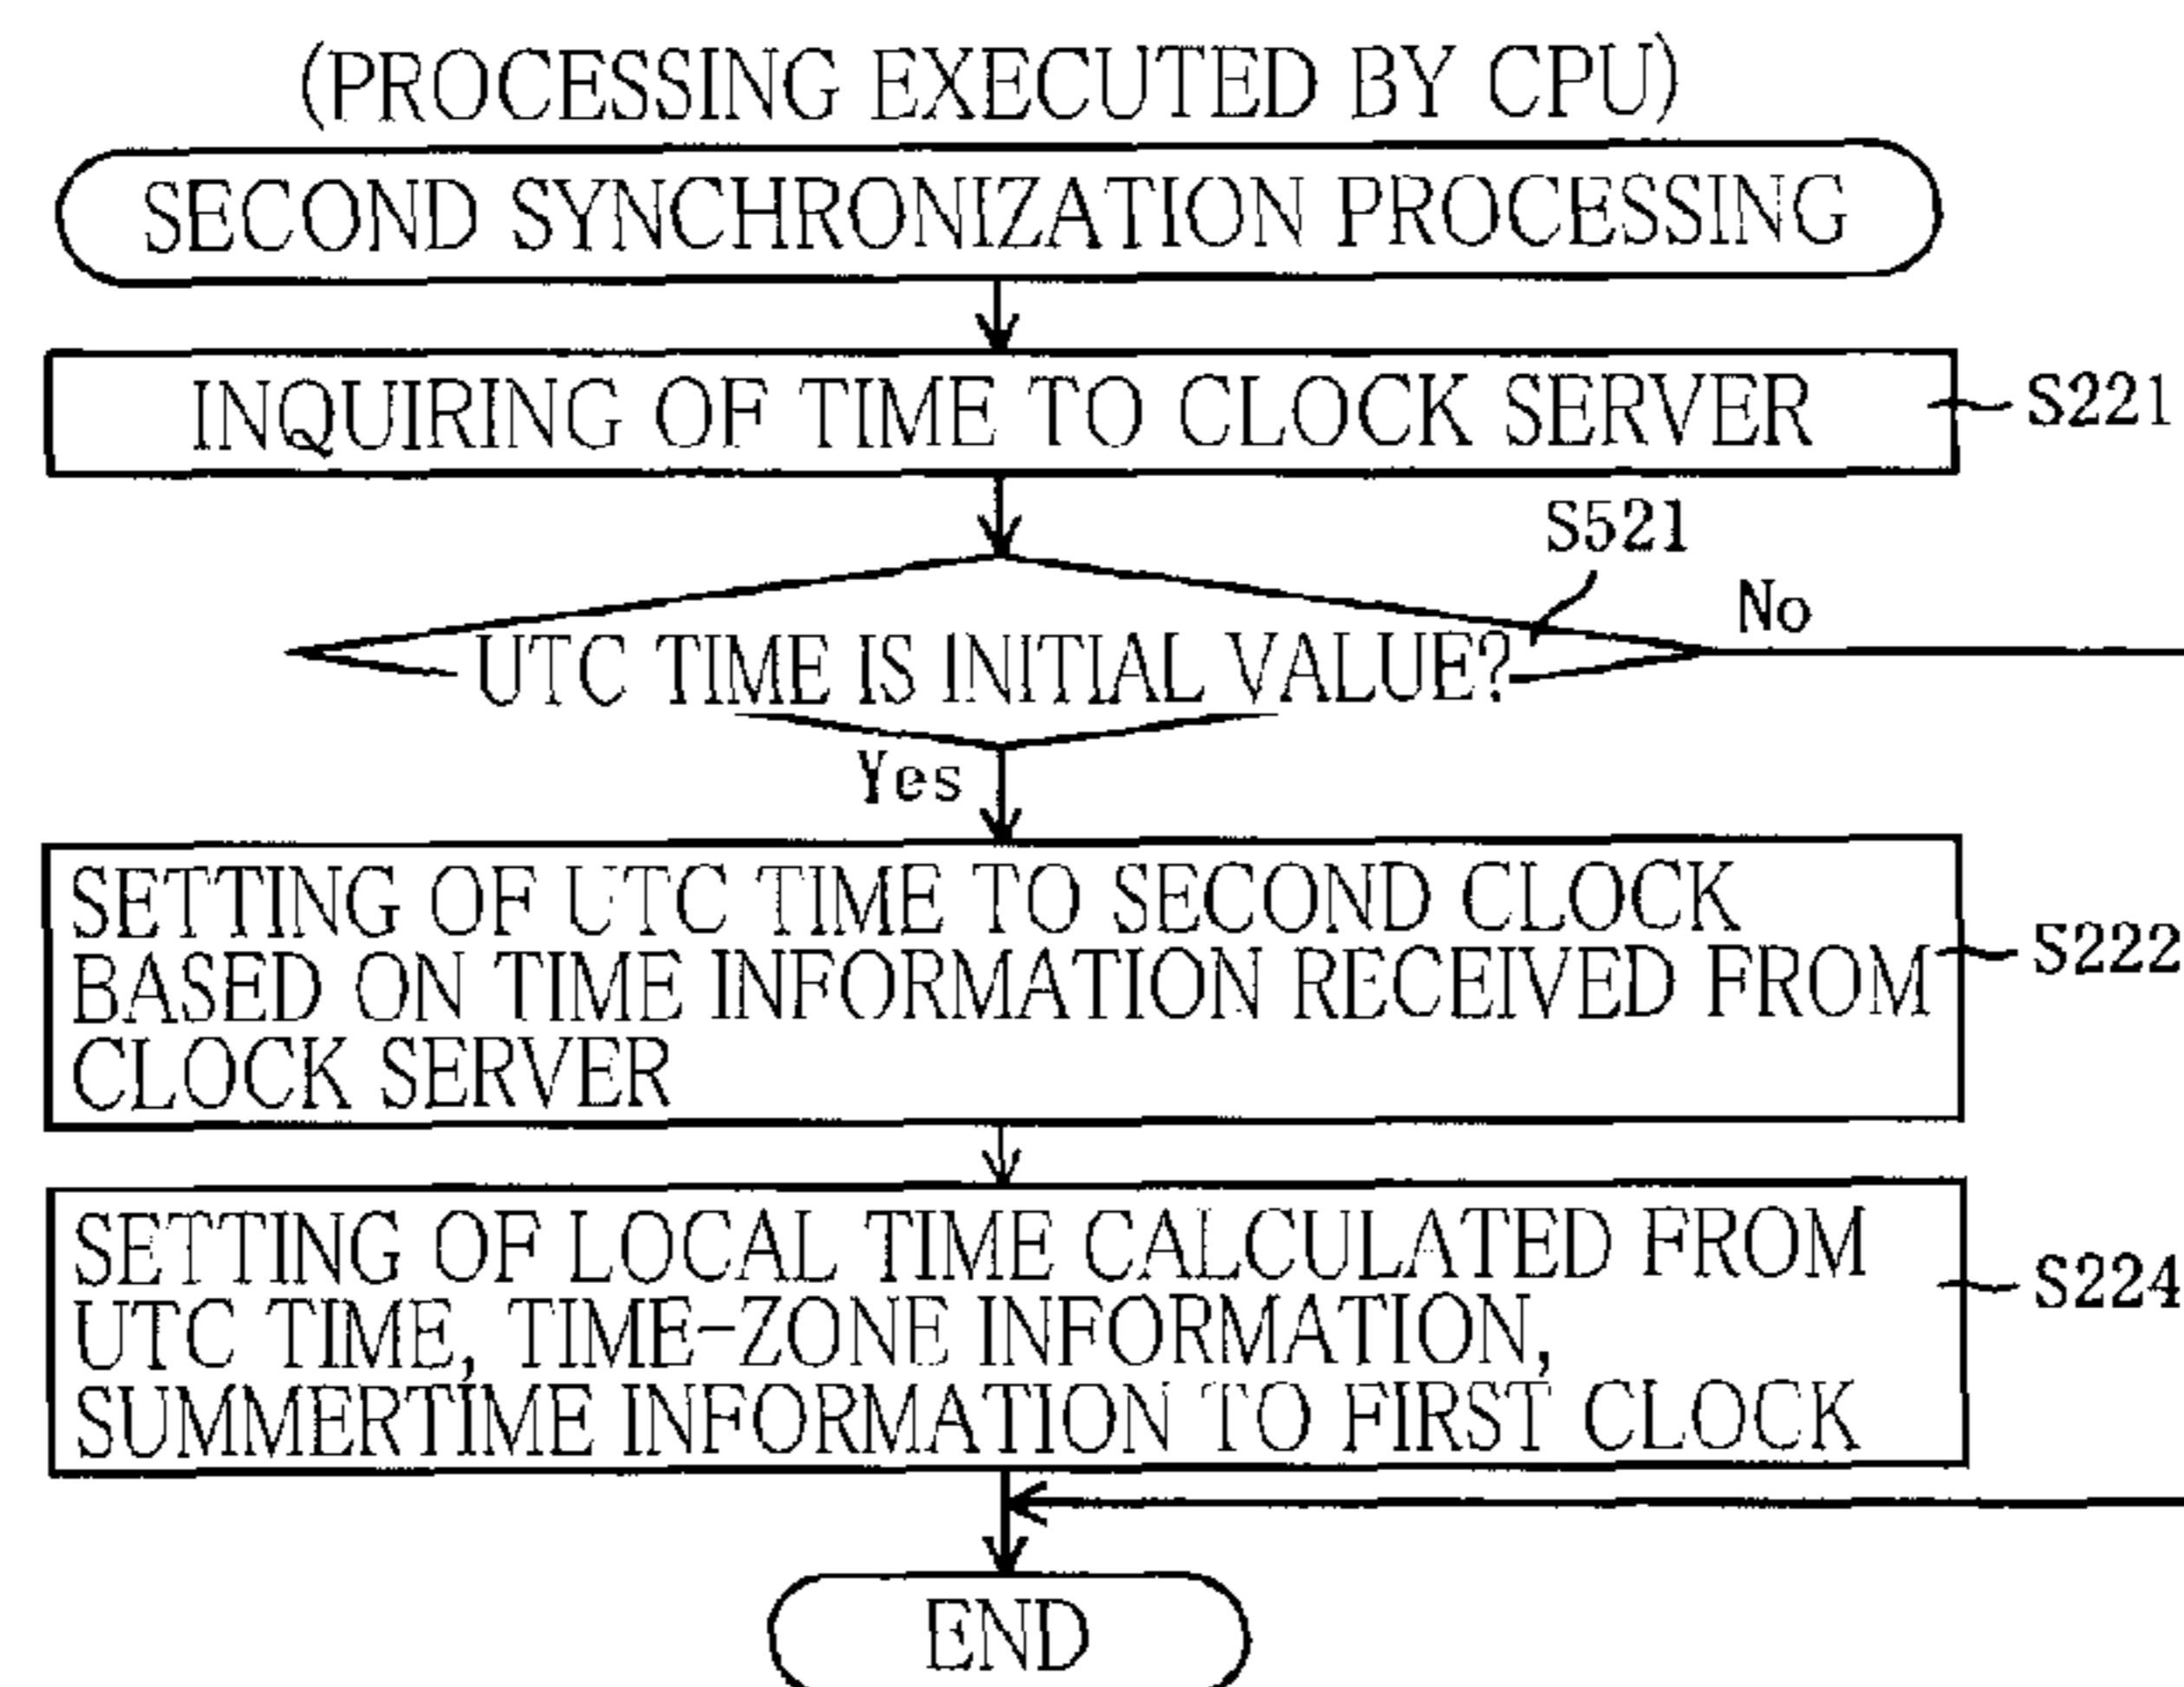 (PROCESSING EXECUTED BY CPU)
SECOND SYNCHRONIZATION PROCESSING
INQUIRING OF TIME TO CLOCK SERVER
S221
S521
No
UTC TIME IS INITIAL VALUE?
Yes
SETTING OF UTC TIME TO SECOND CLOCK
BASED ON TIME INFORMATION RECEIVED FROM
CLOCK SERVER
S222
SETTING OF LOCAL TIME CALCULATED FROM
UTC TIME, TIME-ZONE INFORMATION,
SUMMERTIME INFORMATION TO FIRST CLOCK
S224
END